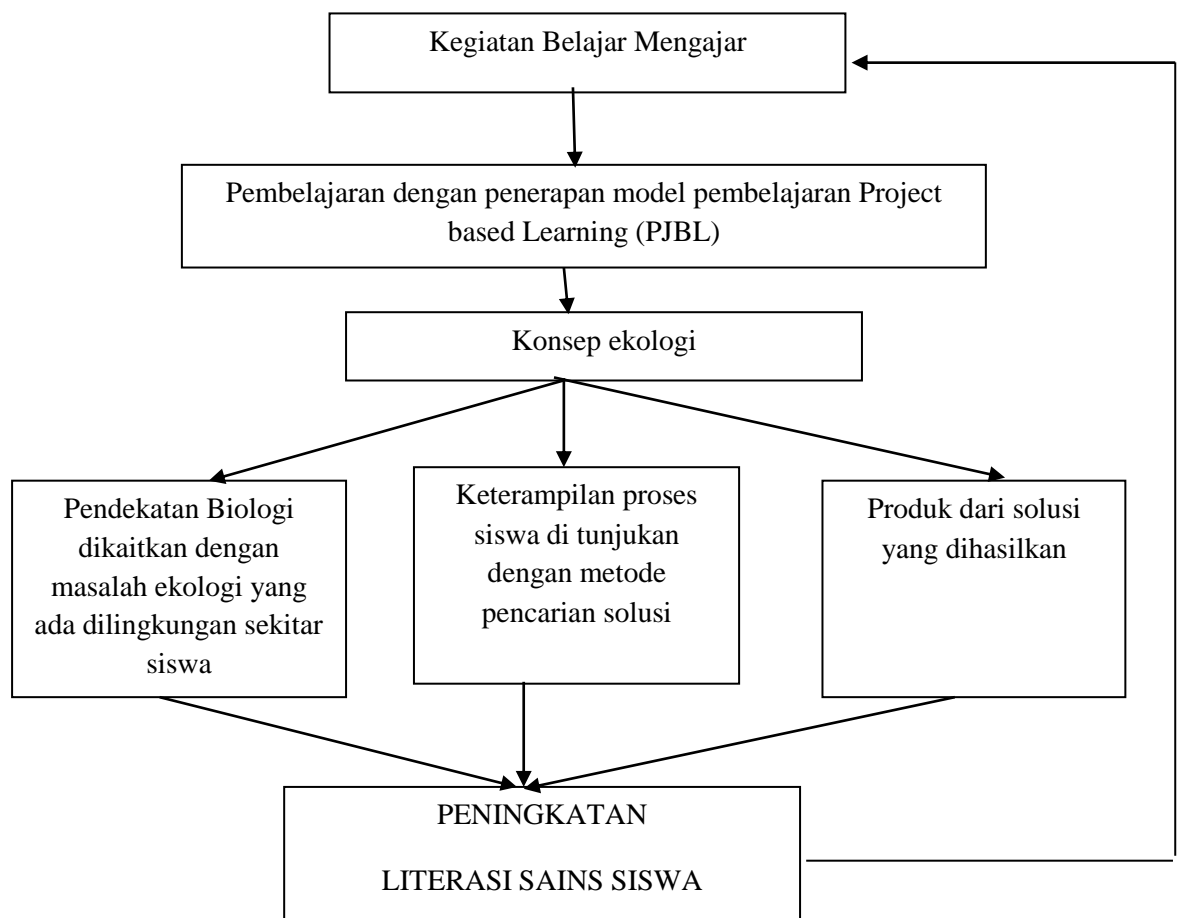 Kegiatan Belajar Mengajar
Pembelajaran dengan penerapan model pembelajaran Project
based Learning (PJBL)
Konsep ekologi
Pendekatan Biologi
dikaitkan dengan
masalah ekologi yang
ada dilingkungan sekitar
siswa
Keterampilan proses
siswa di tunjukan
dengan metode
pencarian solusi
Produk dari solusi
yang dihasilkan
PENINGKATAN
LITERASI SAINS SISWA